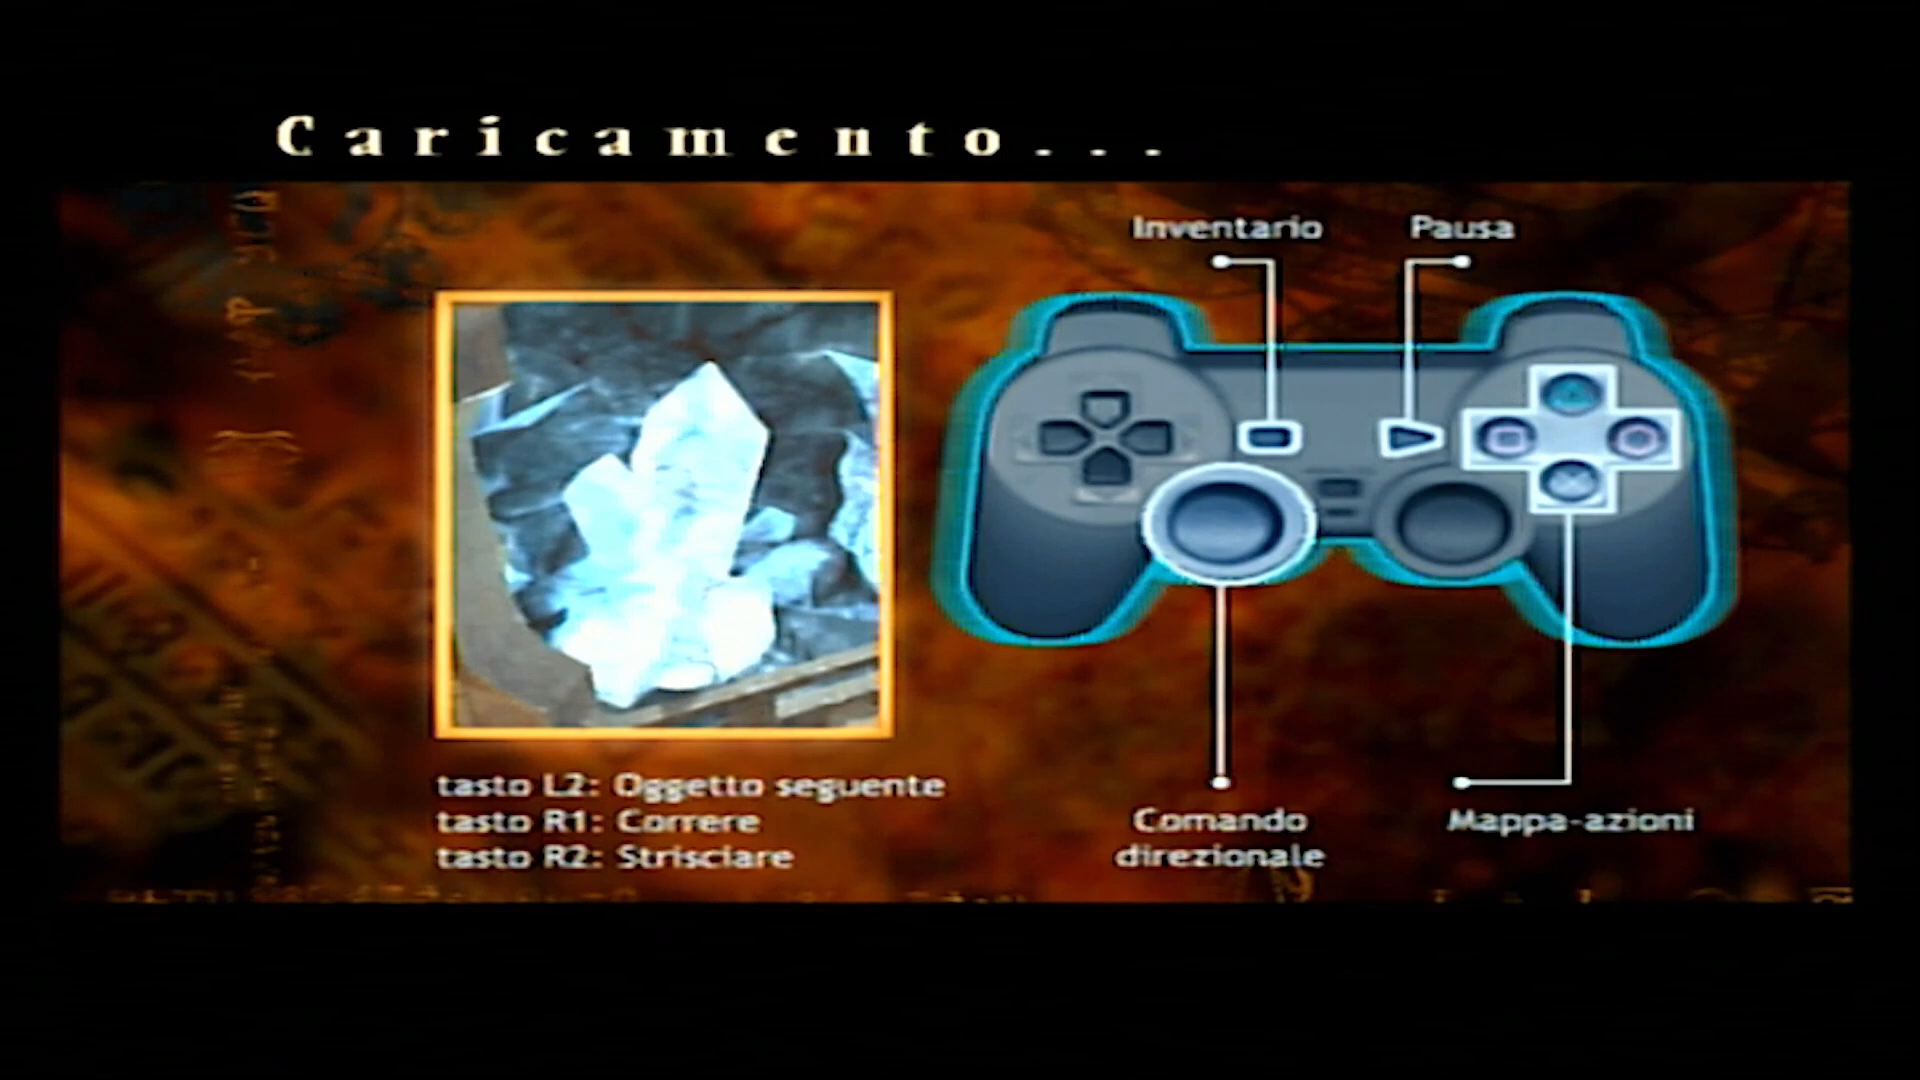 Caricamento...
Inventario
Pausa
tasto L2: Oggetto seguente
tasto R1: Correre
tasto R2: Strisciare
Comando
direzionale
Mappa-azioni